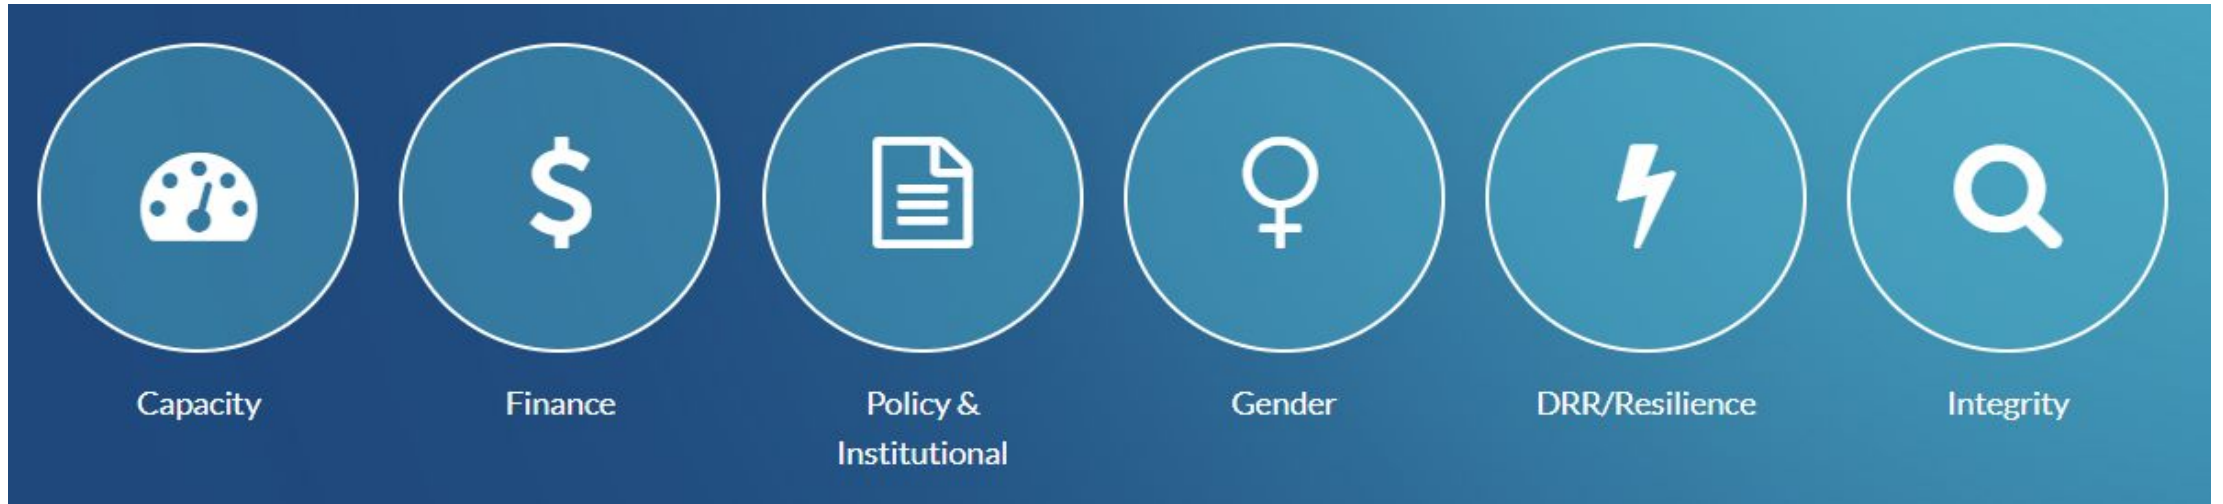 Capacity
Finance
Policy &
Institutional
Gender
DRR/Resilience
Integrity